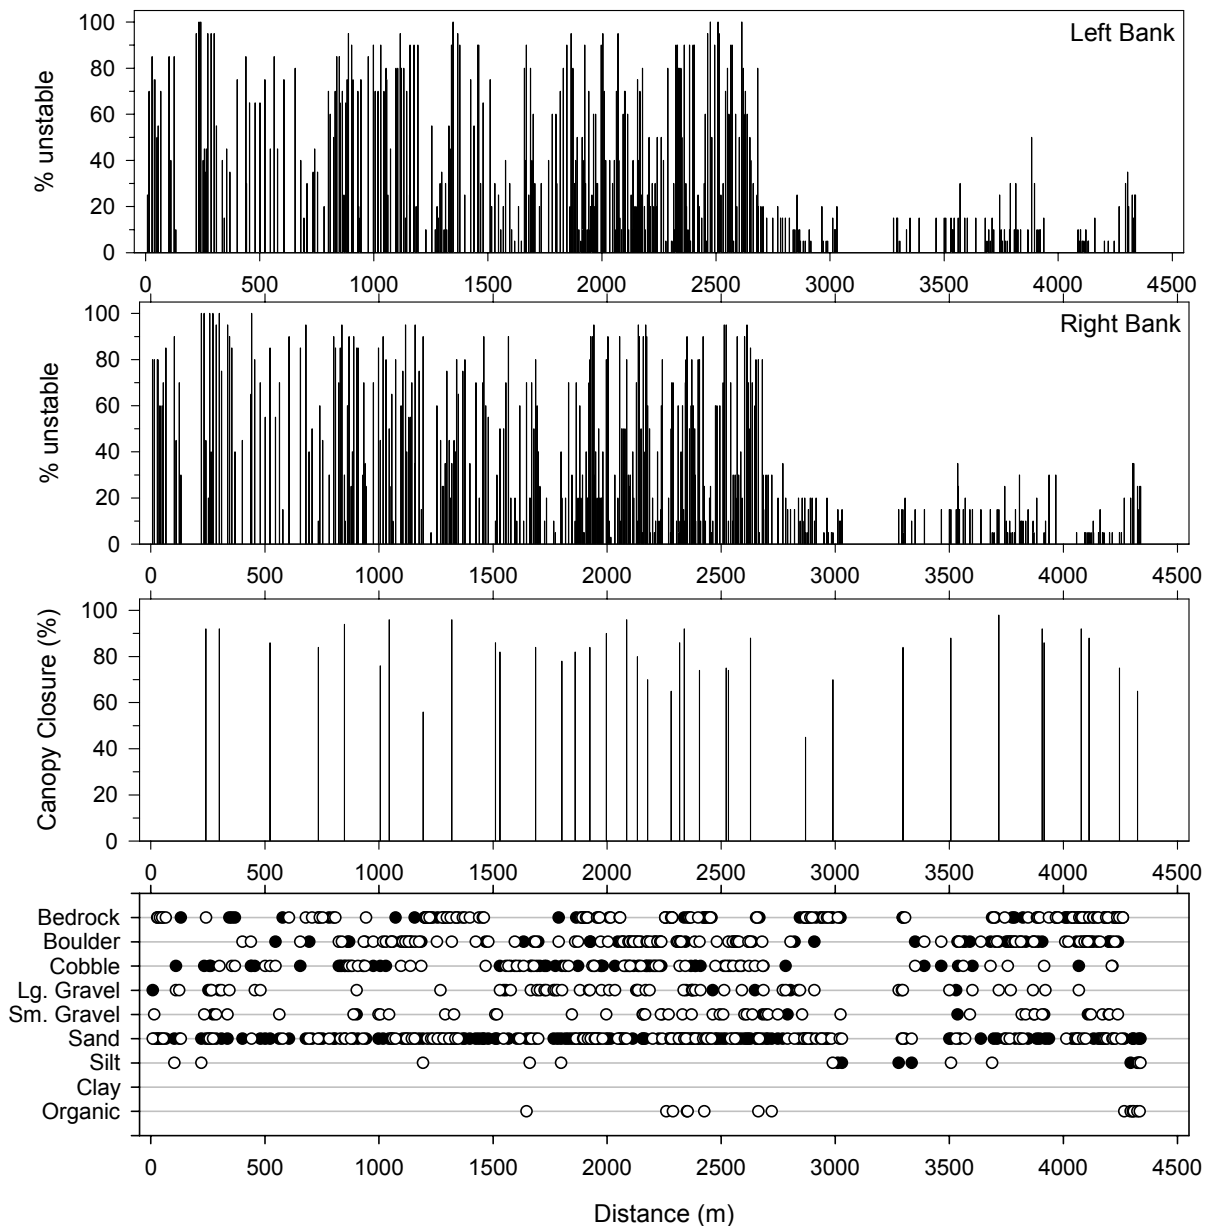 Left Bank
% unstable
100
80
60
40
20
0
0 500 1000 1500 2000 2500 3000 3500 4000 4500
Right Bank
% unstable
100
80
60
40
20
0
0 500 1000 1500 2000 2500 3000 3500 4000 4500
Canopy Closure (%)
100
80
60
40
20
0
0 500 1000 1500 2000 2500 3000 3500 4000 4500
Bedrock
Boulder
Cobble
Lg. Gravel
Sm. Gravel
Sand
Silt
Clay
Organic
0 500 1000 1500 2000 2500 3000 3500 4000 4500
Distance (m)